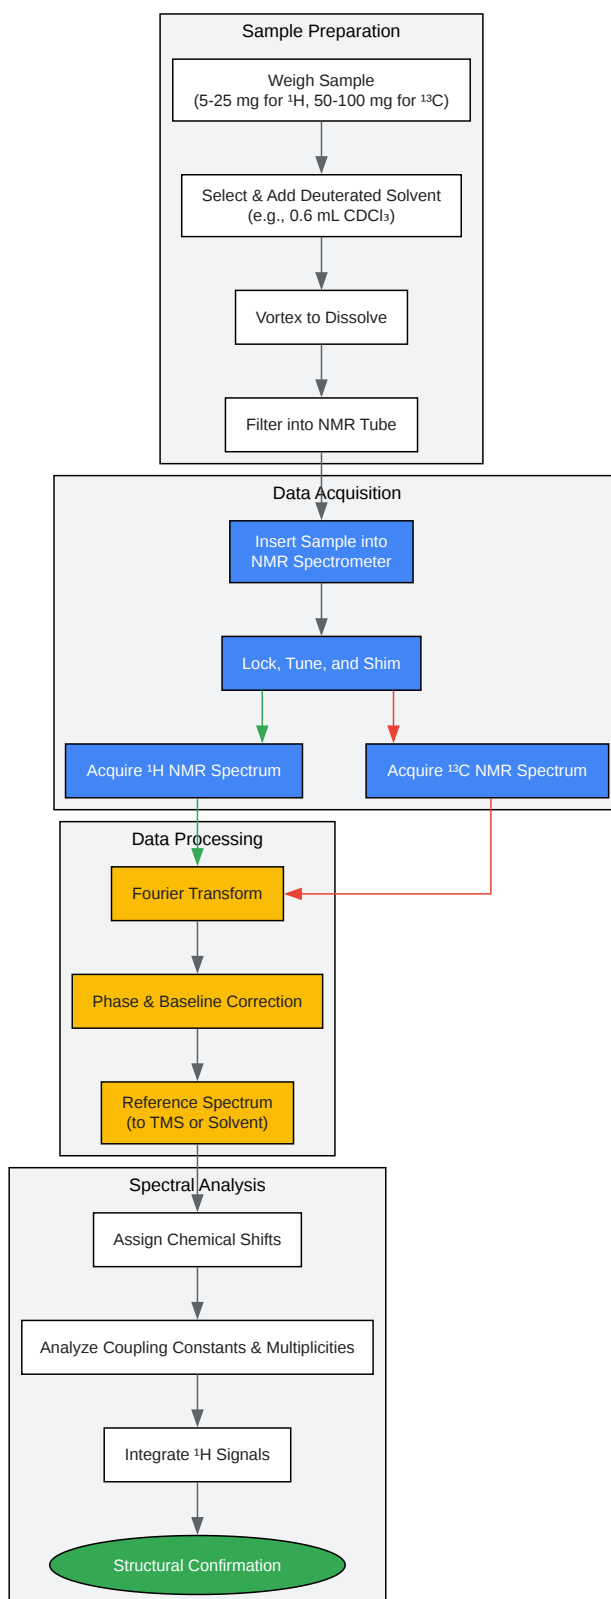 Sample Preparation
Weigh Sample
(5-25 mg for ¹H, 50-100 mg for ¹³C)
Select & Add Deuterated Solvent
(e.g., 0.6 mL CDCl₃)
Vortex to Dissolve
Filter into NMR Tube
Data Acquisition
Insert Sample into
NMR Spectrometer
Lock, Tune, and Shim
Acquire ¹H NMR Spectrum
Acquire ¹³C NMR Spectrum
Data Processing
Fourier Transform
Phase & Baseline Correction
Reference Spectrum
(to TMS or Solvent)
Spectral Analysis
Assign Chemical Shifts
Analyze Coupling Constants & Multiplicities
Integrate ¹H Signals
Structural Confirmation